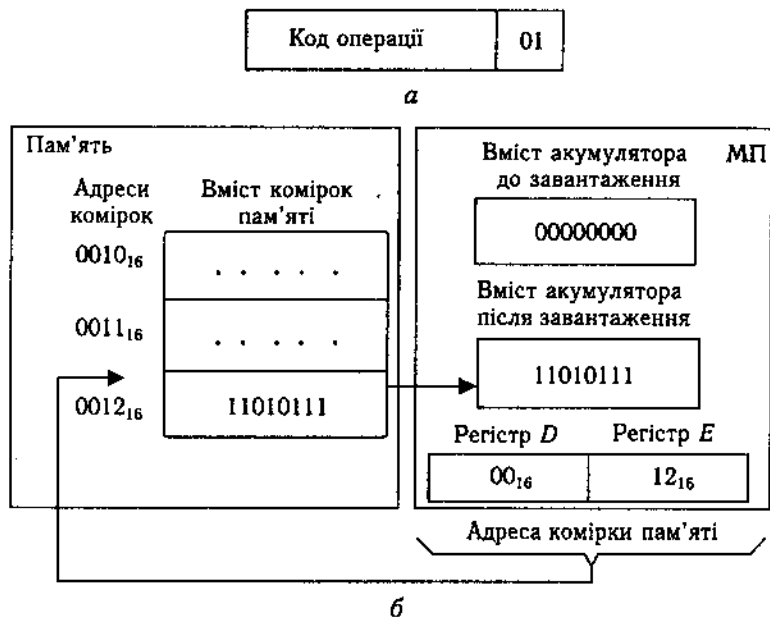 Код операції 01
а
Пам'ять
Адреси комірок
Вміст комірок пам'яті
0010₁₆ . . . . .
0011₁₆ . . . . .
0012₁₆ 11010111
МП
Вміст акумулятора
до завантаження
00000000
Вміст акумулятора
після завантаження
11010111
Регістр D Регістр E
00₁₆ 12₁₆
Адреса комірки пам'яті
б